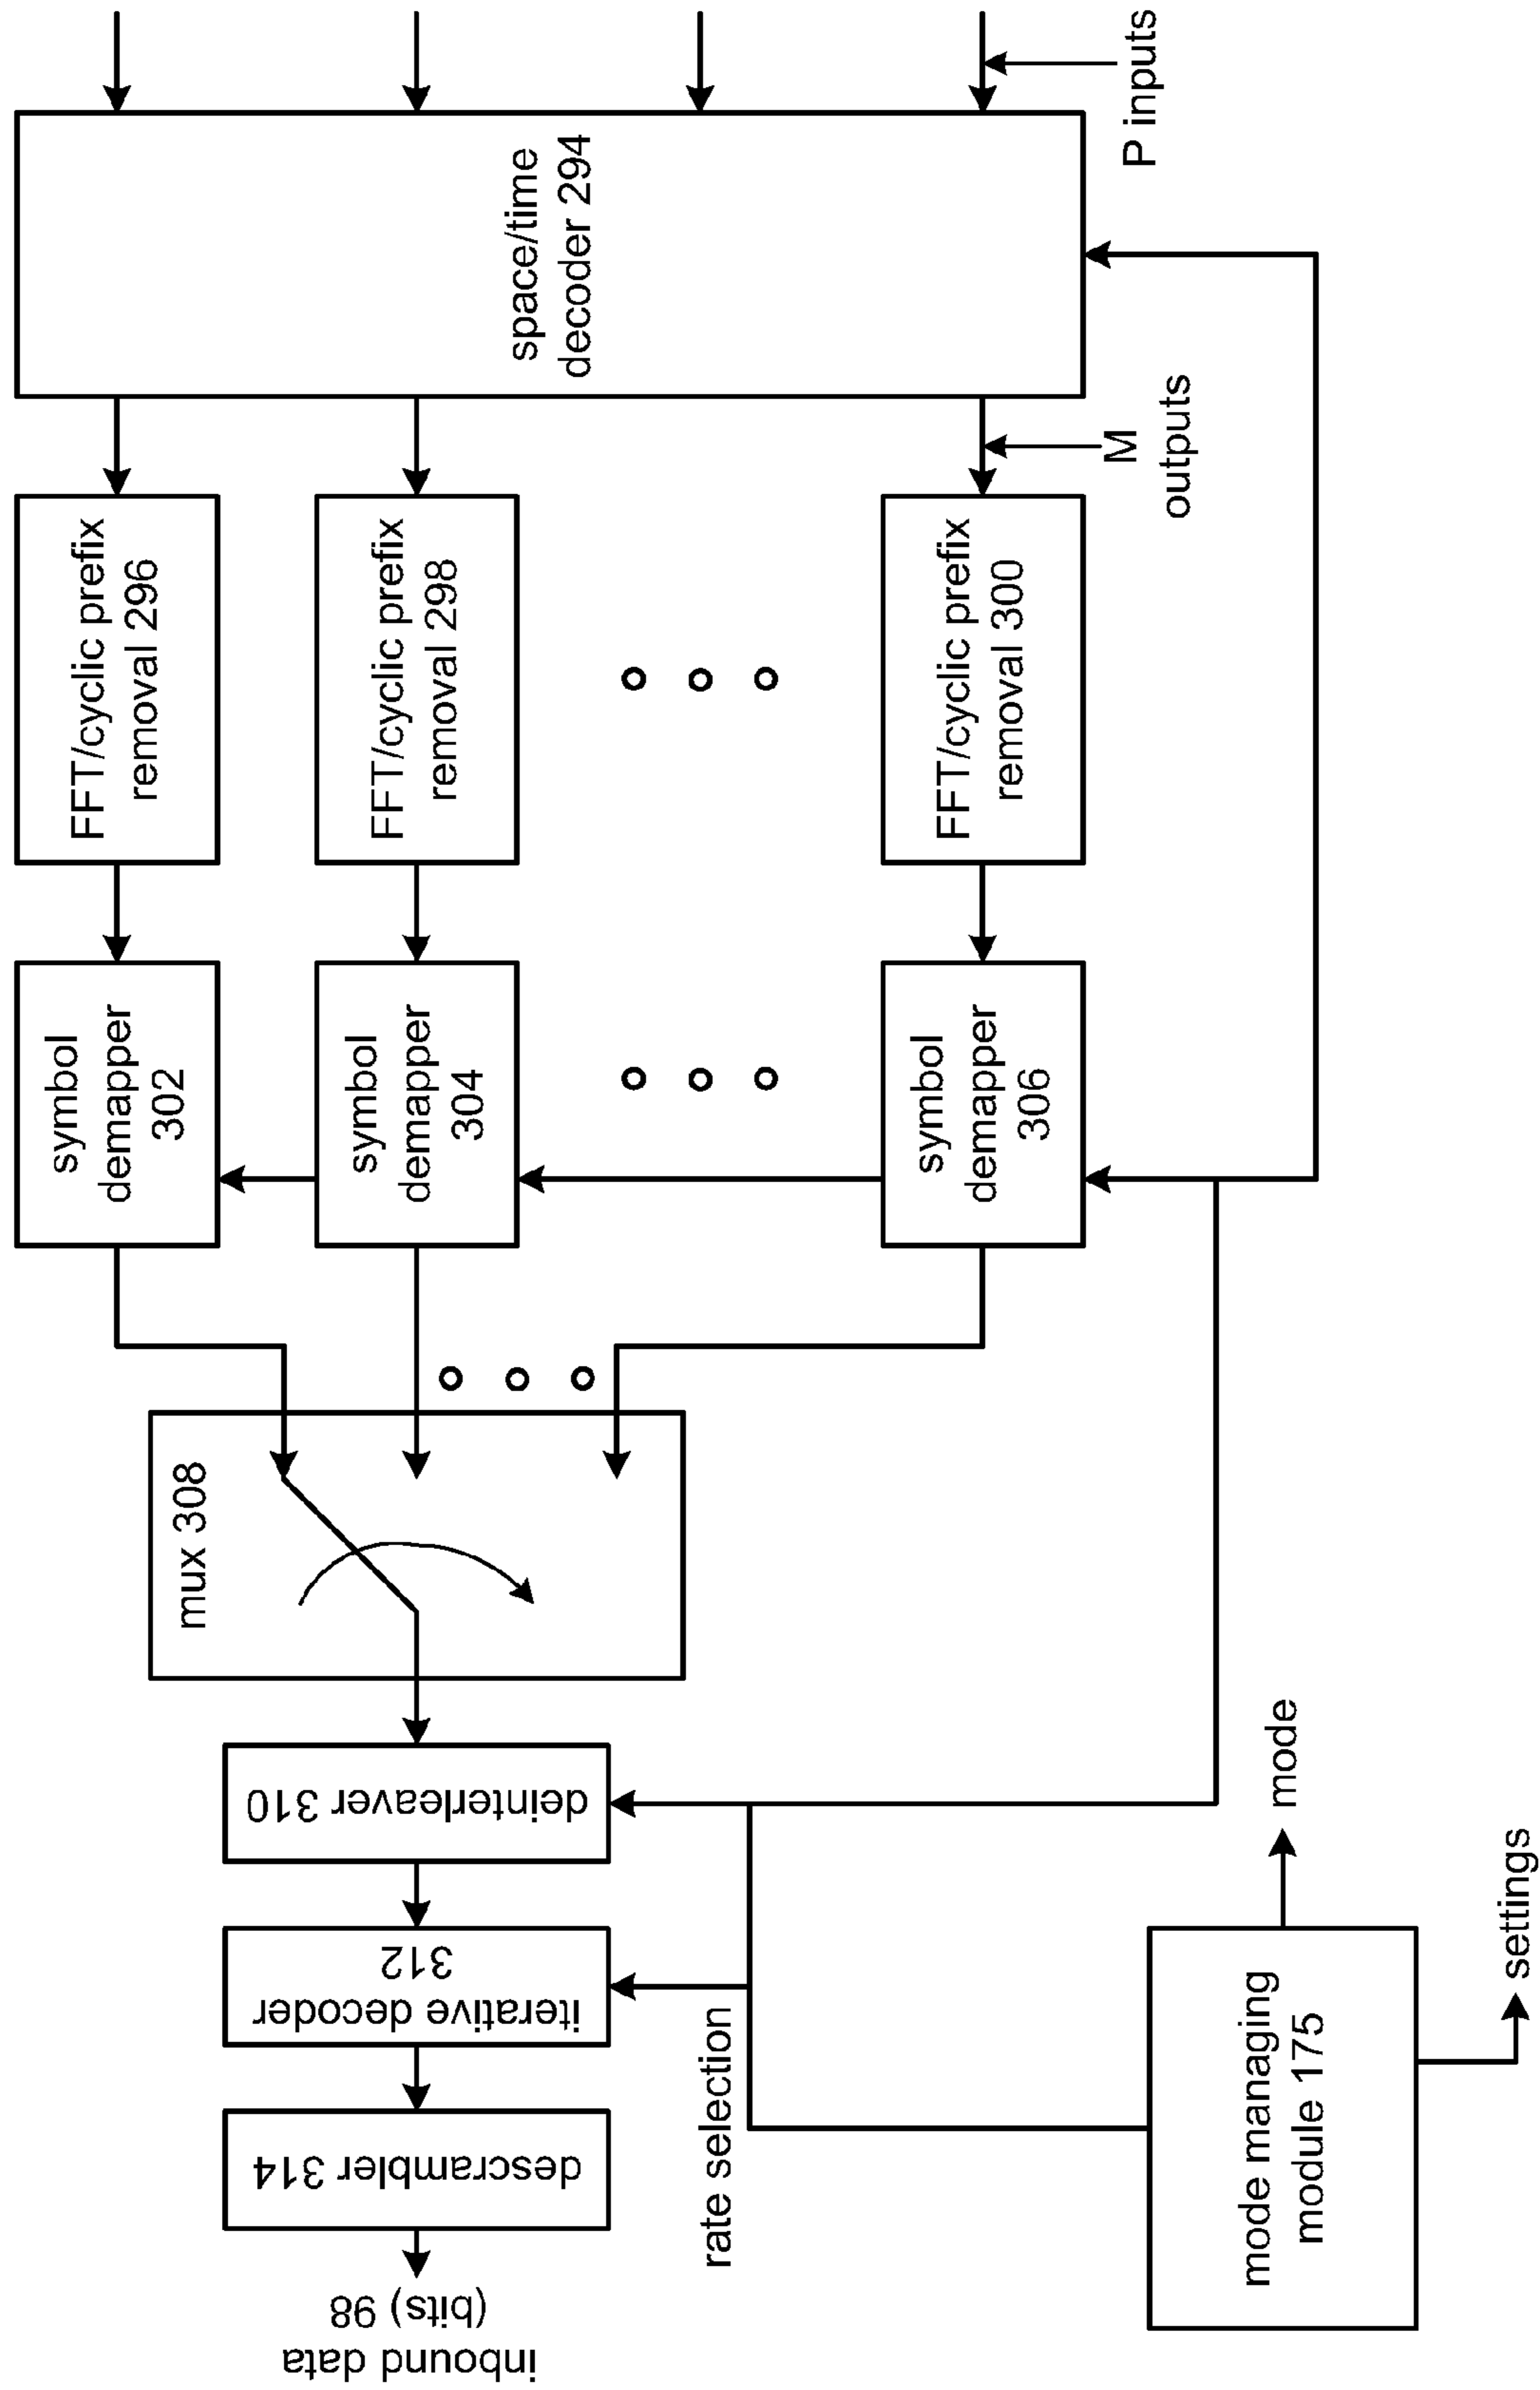 inbound data
(bits) 98
descrambler 314
iterative decoder
312
deinterleaver 310
mux 308
symbol
demapper
302
symbol
demapper
304
symbol
demapper
306
FFT/cyclic prefix
removal 296
FFT/cyclic prefix
removal 298
FFT/cyclic prefix
removal 300
space/time
decoder 294
M
outputs
P inputs
rate selection
mode managing
module 175
mode
settings